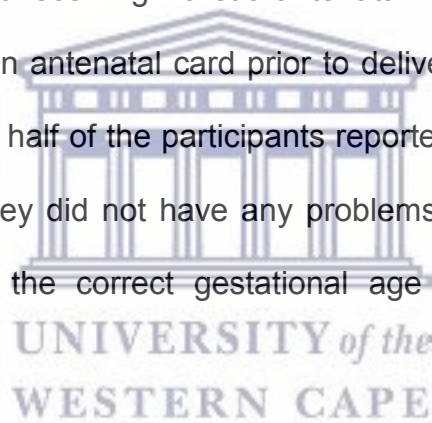 n antenatal card prior to delive
half of the participants reporte
ey did not have any problems
the correct gestational age
UNIVERSITY of the
WESTERN CAPE